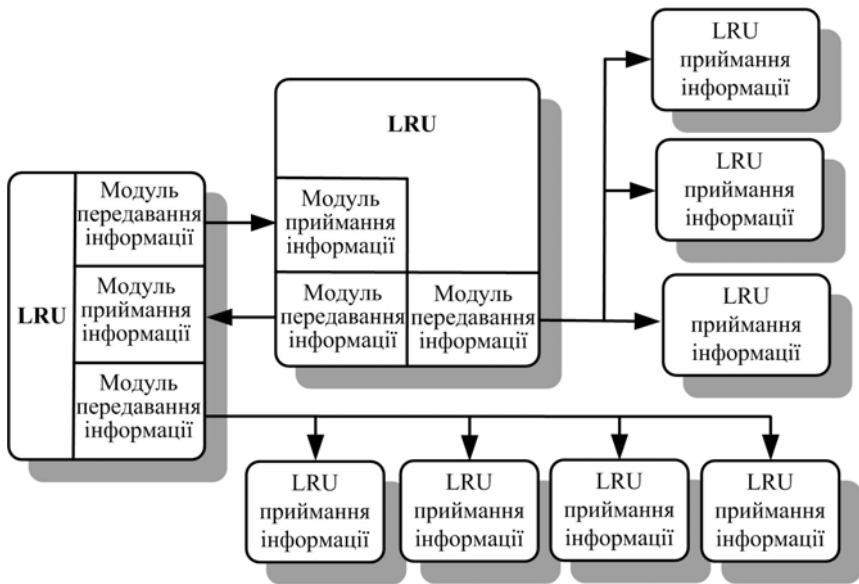 LRU
приймання
інформації
LRU
Модуль
передавання
інформації
Модуль
приймання
інформації
LRU
приймання
інформації
LRU
Модуль
приймання
інформації
Модуль
передавання
інформації
Модуль
передавання
інформації
LRU
приймання
інформації
Модуль
передавання
інформації
LRU
приймання
інформації
LRU
приймання
інформації
LRU
приймання
інформації
LRU
приймання
інформації